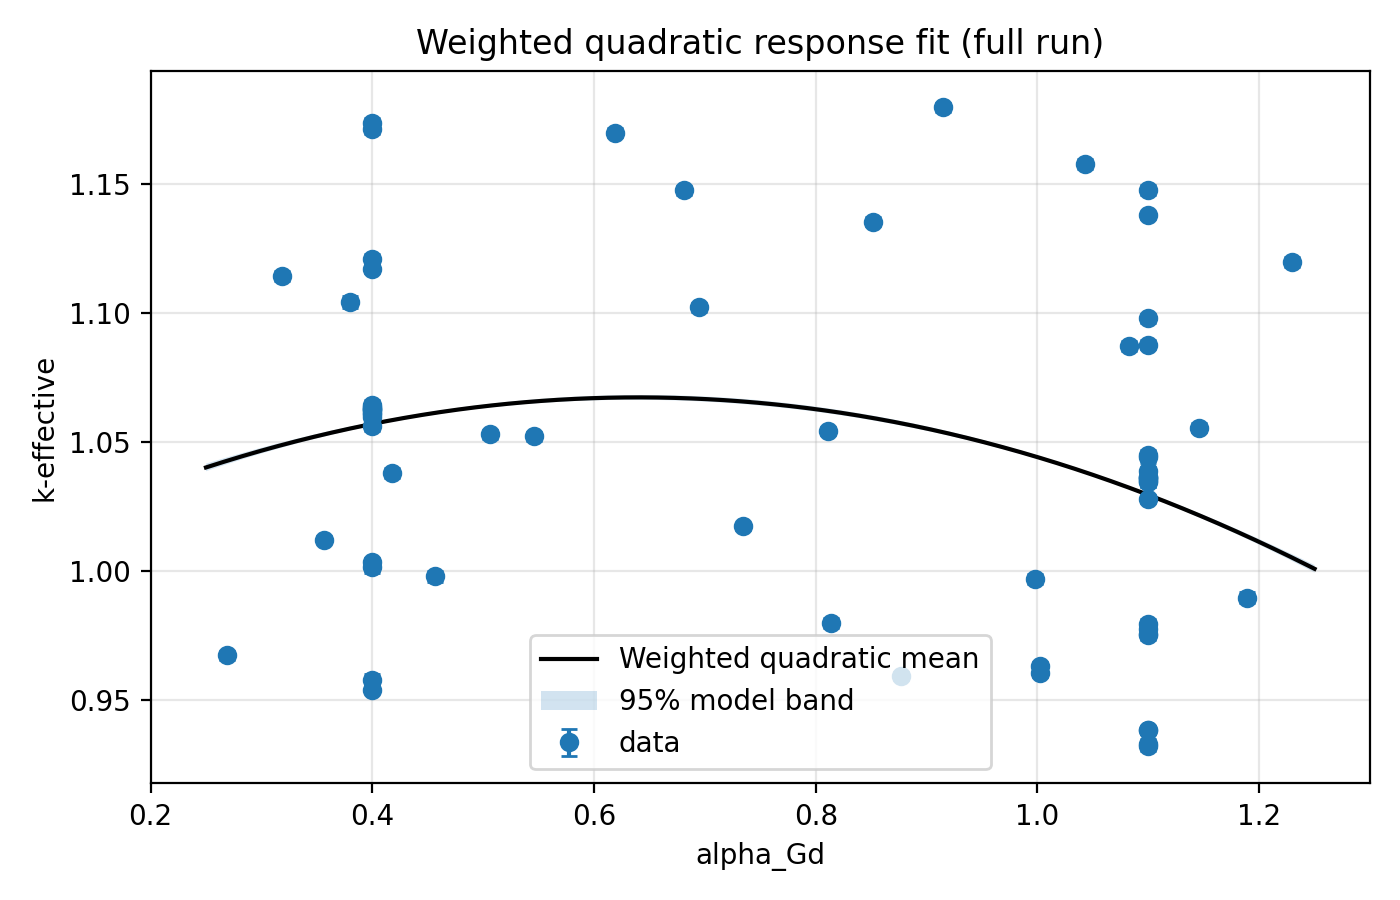 Weighted quadratic response fit (full run)
k-effective
1.15
1.10
1.05
1.00
0.95
Weighted quadratic mean
95% model band
data
0.2 0.4 0.6 0.8 1.0 1.2
alpha_Gd